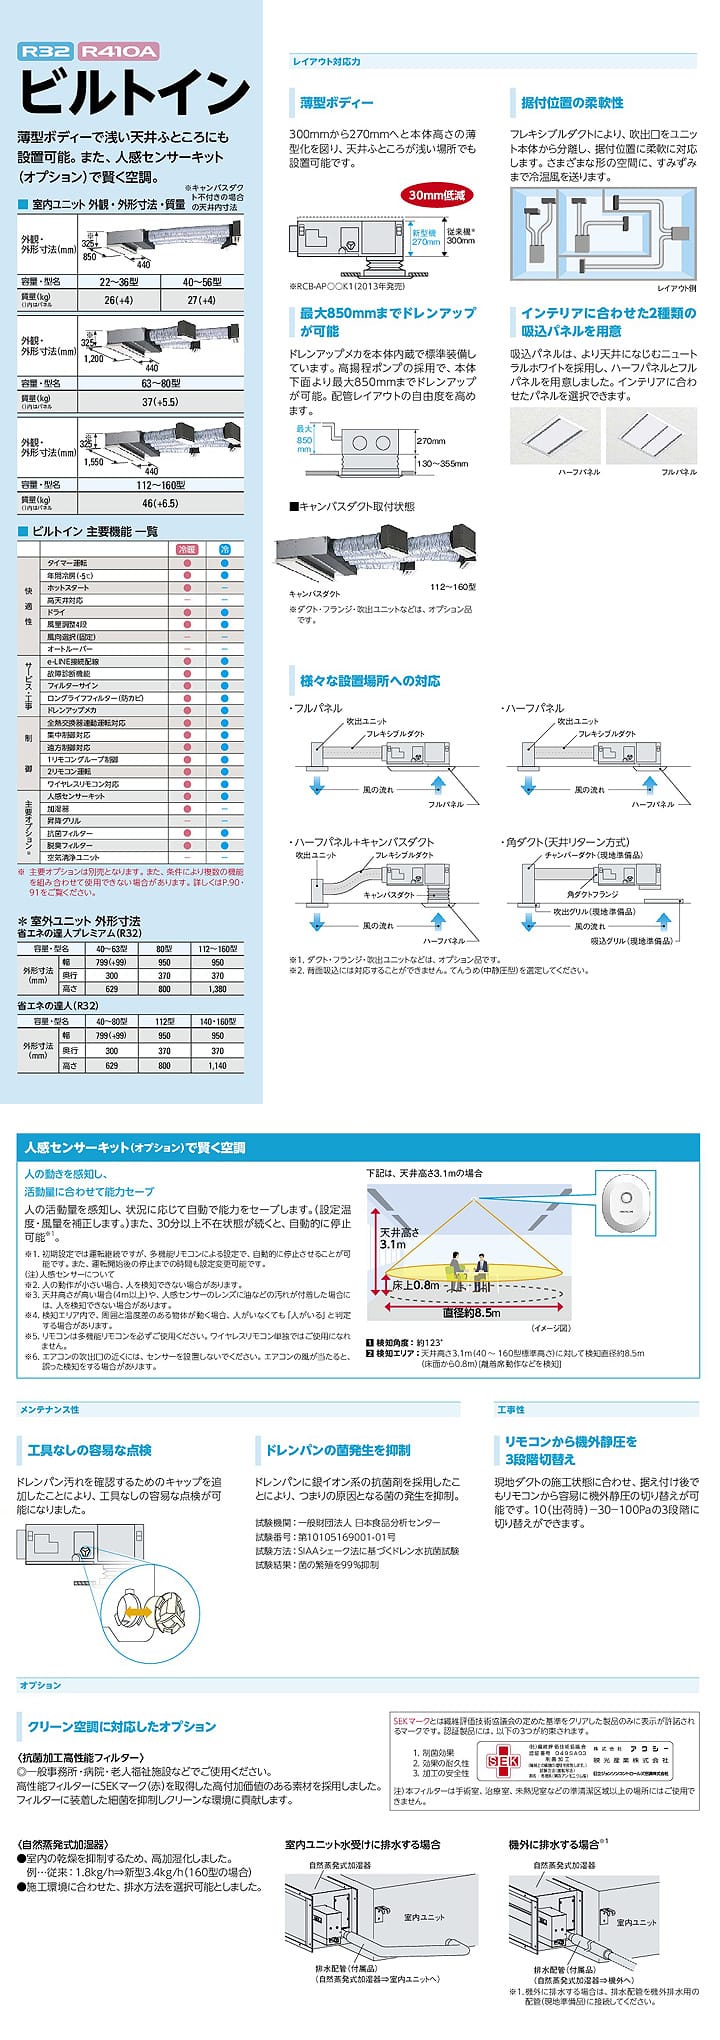 R32 R410A
ビルトイン
薄型ボディーで浅い天井ふところにも
設置可能。また、人感センサーキット
（オプション）で賢く空調。
※キャンバスダク
ト不付きの場合
の天井内寸法
■ 室内ユニット 外観・外形寸法・質量
外観・
外形寸法(mm)
※
325
850
440
容量・型名 22～36型 40～56型
質量(kg)
( )内はパネル
26(+4) 27(+4)
外観・
外形寸法(mm)
※
325
1,200
440
容量・型名 63～80型
質量(kg)
( )内はパネル
37(+5.5)
外観・
外形寸法(mm)
※
325
1,550
440
容量・型名 112～160型
質量(kg)
( )内はパネル
46(+6.5)
■ ビルトイン 主要機能 一覧
冷暖 冷
快適性
タイマー運転 ● ●
年間冷房(-5℃) ● ●
ホットスタート ● －
高天井対応 － －
ドライ ● ●
風量調整4段 ● ●
風向選択(固定) － －
オートルーバー － －
サービス・工事
e-LINE接続配線 ● ●
故障診断機能 ● ●
フィルターサイン ● ●
ロングライフフィルター(防カビ) ● ●
ドレンアップメカ ● ●
制御
全熱交換器連動運転対応 ● ●
集中制御対応 ● ●
遠方制御対応 ● ●
1リモコングループ制御 ● ●
2リモコン運転 ● ●
ワイヤレスリモコン対応 ● ●
主要オプション※
人感センサーキット ● ●
加湿器 ● －
昇降グリル － －
抗菌フィルター ● ●
脱臭フィルター ● ●
空気清浄ユニット － －
※ 主要オプションは別売となります。また、条件により複数の機能
を組み合わせて使用できない場合があります。詳しくはP.90・
91をご覧ください。
＊ 室外ユニット 外形寸法
省エネの達人プレミアム(R32)
容量・型名 40～63型 80型 112～160型
外形寸法
(mm)
幅 799(+99) 950 950
奥行 300 370 370
高さ 629 800 1,380
省エネの達人(R32)
容量・型名 40～80型 112型 140・160型
外形寸法
(mm)
幅 799(+99) 950 950
奥行 300 370 370
高さ 629 800 1,140
レイアウト対応力
薄型ボディー
300mmから270mmへと本体高さの薄
型化を図り、天井ふところが浅い場所でも
設置可能です。
30mm低減
新型機
270mm
従来機※
300mm
※RCB-AP○○K1(2013年発売)
据付位置の柔軟性
フレキシブルダクトにより、吹出口をユニッ
ト本体から分離し、据付位置に柔軟に対応
します。さまざまな形の空間に、すみずみ
まで冷温風を送ります。
レイアウト例
最大850mmまでドレンアップ
が可能
ドレンアップメカを本体内蔵で標準装備し
ています。高揚程ポンプの採用で、本体
下面より最大850mmまでドレンアップ
が可能。配管レイアウトの自由度を高め
ます。
最大
850
mm
270mm
130～355mm
インテリアに合わせた2種類の
吸込パネルを用意
吸込パネルは、より天井になじむニュート
ラルホワイトを採用し、ハーフパネルとフル
パネルを用意しました。インテリアに合わ
せたパネルを選択できます。
ハーフパネル
フルパネル
■キャンバスダクト取付状態
キャンバスダクト
112～160型
※ダクト・フランジ・吹出ユニットなどは、オプション品
です。
様々な設置場所への対応
・フルパネル
吹出ユニット
フレキシブルダクト
風の流れ
フルパネル
・ハーフパネル
吹出ユニット
フレキシブルダクト
風の流れ
ハーフパネル
・ハーフパネル+キャンバスダクト
吹出ユニット
フレキシブルダクト
キャンバスダクト
風の流れ
ハーフパネル
・角ダクト(天井リターン方式)
チャンバーダクト(現地準備品)
角ダクトフランジ
吹出グリル(現地準備品)
風の流れ
吸込グリル(現地準備品)
※1. ダクト・フランジ・吹出ユニットなどは、オプション品です。
※2. 背面吸込には対応することができません。てんうめ(中静圧型)を選定してください。
人感センサーキット(オプション)で賢く空調
人の動きを感知し、
活動量に合わせて能力セーブ
人の活動量を感知し、状況に応じて自動で能力をセーブします。(設定温
度・風量を補正します。)また、30分以上不在状態が続くと、自動的に停止
可能※1。
※1. 初期設定では運転継続ですが、多機能リモコンによる設定で、自動的に停止させることが可
能です。また、運転開始後の停止までの時間も設定変更可能です。
(注)人感センサーについて
※2. 人の動作が小さい場合、人を検知できない場合があります。
※3. 天井高さが高い場合(4m以上)や、人感センサーのレンズに油などの汚れが付着した場合に
は、人を検知できない場合があります。
※4. 検知エリア内で、周囲と温度差のある物体が動く場合、人がいなくても「人がいる」と判定
する場合があります。
※5. リモコンは多機能リモコンを必ずご使用ください。ワイヤレスリモコン単独ではご使用になれ
ません。
※6. エアコンの吹出口の近くには、センサーを設置しないでください。エアコンの風が当たると、
誤った検知をする場合があります。
下記は、天井高さ3.1mの場合
天井高さ
3.1m
床上0.8m
直径約8.5m
(イメージ図)
1 検知角度：約123°
2 検知エリア：天井高さ3.1m(40～160型標準高さ)に対して検知直径約8.5m
(床面から0.8m)[離着席動作などを検知]
メンテナンス性
工具なしの容易な点検
ドレンパン汚れを確認するためのキャップを追
加したことにより、工具なしの容易な点検が可
能になりました。
ドレンパンの菌発生を抑制
ドレンパンに銀イオン系の抗菌剤を採用したこ
とにより、つまりの原因となる菌の発生を抑制。
試験機関：一般財団法人 日本食品分析センター
試験番号：第10105169001-01号
試験方法：SIAAシェーク法に基づくドレン水抗菌試験
試験結果：菌の繁殖を99%抑制
工事性
リモコンから機外静圧を
3段階切替え
現地ダクトの施工状態に合わせ、据え付け後で
もリモコンから容易に機外静圧の切り替えが可
能です。10(出荷時)－30－100Paの3段階に
切り替えができます。
オプション
クリーン空調に対応したオプション
〈抗菌加工高性能フィルター〉
◎一般事務所・病院・老人福祉施設などでご使用ください。
高性能フィルターにSEKマーク(赤)を取得した高付加価値のある素材を採用しました。
フィルターに装着した細菌を抑制しクリーンな環境に貢献します。
SEKマークとは繊維評価技術協議会の定めた基準をクリアした製品のみに表示が許諾され
るマークです。認証製品には、以下の3つが約束されます。
1. 制菌効果
2. 効果の耐久性
3. 加工の安全性
SEK
制菌加工
株式会社 アクシー
映光産業株式会社
日立ジョンソンコントロールズ空調株式会社
注)本フィルターは手術室、治療室、未熟児室などの準清潔区域以上の場所にはご使用で
きません。
〈自然蒸発式加湿器〉
●室内の乾燥を抑制するため、高加湿化しました。
例…従来：1.8kg/h⇒新型3.4kg/h(160型の場合)
●施工環境に合わせた、排水方法を選択可能としました。
室内ユニット水受けに排水する場合
自然蒸発式加湿器
室内ユニット
排水配管(付属品)
(自然蒸発式加湿器⇒室内ユニットへ)
機外に排水する場合※1
自然蒸発式加湿器
室内ユニット
排水配管(付属品)
(自然蒸発式加湿器⇒機外へ)
※1. 機外に排水する場合は、排水配管を機外排水用の
配管(現地準備品)に接続してください。